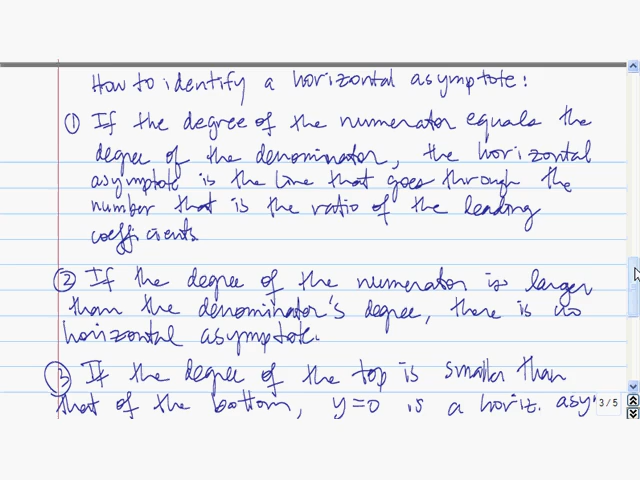 How to identify a horizontal asymptote:
① If the degree of the numerator equals the
degree of the denominator, the horizontal
asymptote is the line that goes through the
number that is the ratio of the leading
coefficients
② If the degree of the numerator is larger
than the denominator's degree, there is no
horizontal asymptote.
③ If the degree of the top is smaller than
that of the bottom, y=0 is a horiz. asy
3/5